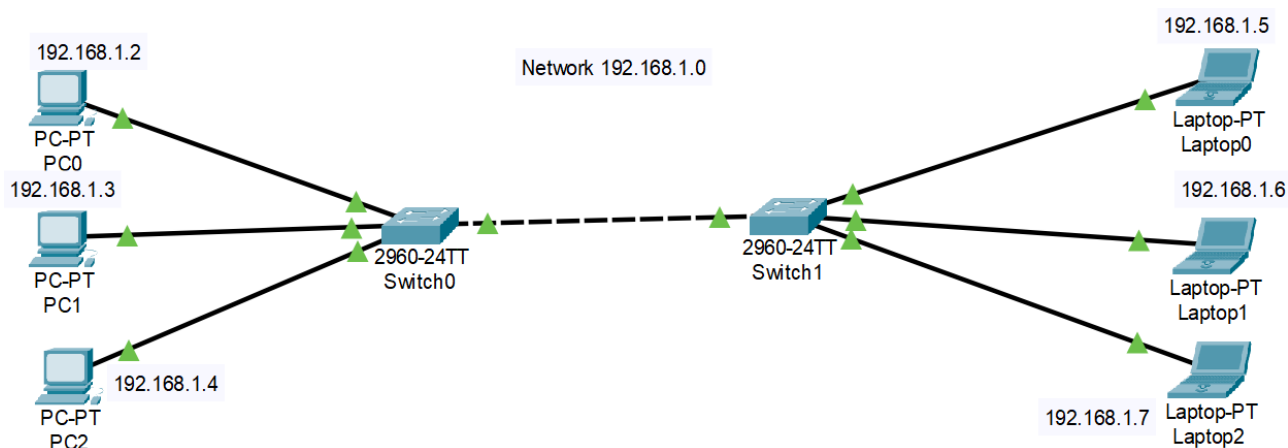 192.168.1.2
PC-PT
PC0
192.168.1.3
PC-PT
PC1
192.168.1.4
PC-PT
PC2
Network 192.168.1.0
2960-24TT
Switch0
2960-24TT
Switch1
192.168.1.5
Laptop-PT
Laptop0
192.168.1.6
Laptop-PT
Laptop1
192.168.1.7
Laptop-PT
Laptop2